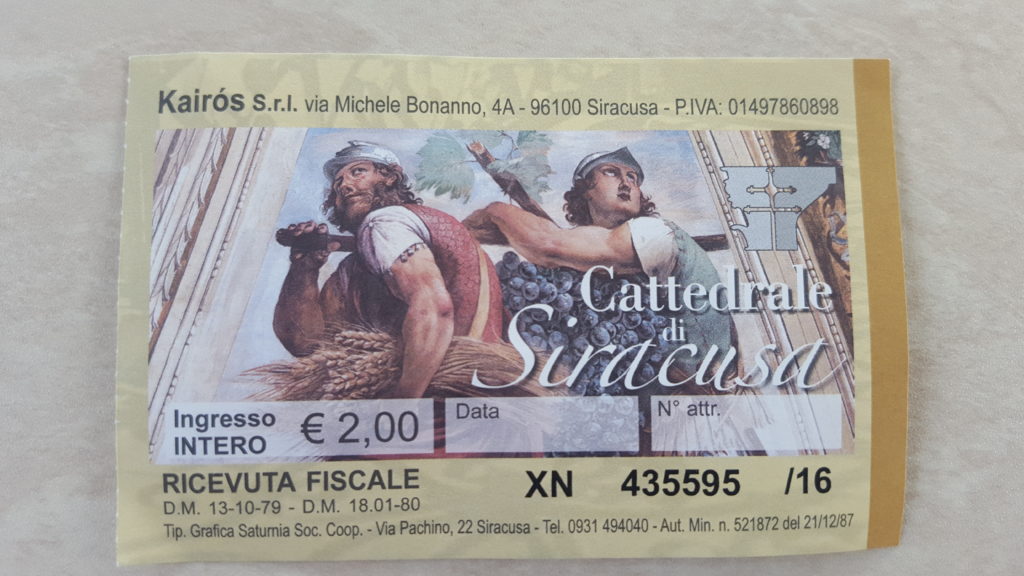 Kairós s.r.l. via Michele Bonanno, 4A - 96100 Siracusa - P.IVA: 01497860898
Cattedrale
di
Siracusa
Ingresso
INTERO
€ 2,00
Data
N° attr.
RICEVUTA FISCALE
XN 435595 /16
D.M. 13-10-79 - D.M. 18.01-80
Tip. Grafica Saturnia Soc. Coop. - Via Pachino, 22 Siracusa - Tel. 0931 494040 - Aut. Min. n. 521872 del 21/12/87